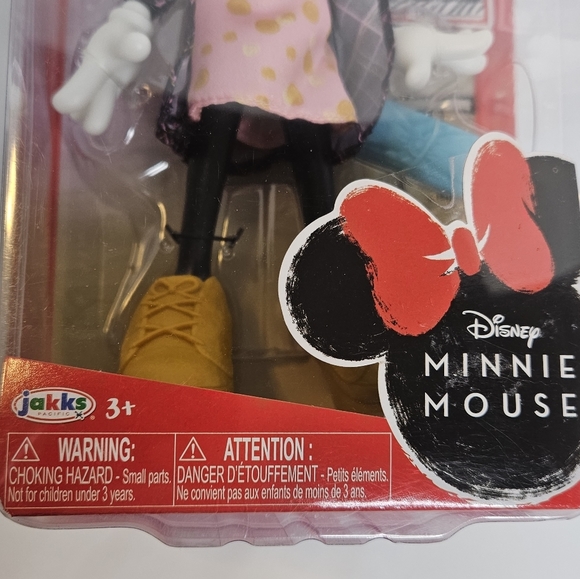 Disney
MINNIE
MOUSE
jakks
PACIFIC
3+
WARNING:
CHOKING HAZARD - Small parts.
Not for children under 3 years.
ATTENTION :
DANGER D'ÉTOUFFEMENT - Petits éléments.
Ne convient pas aux enfants de moins de 3 ans.